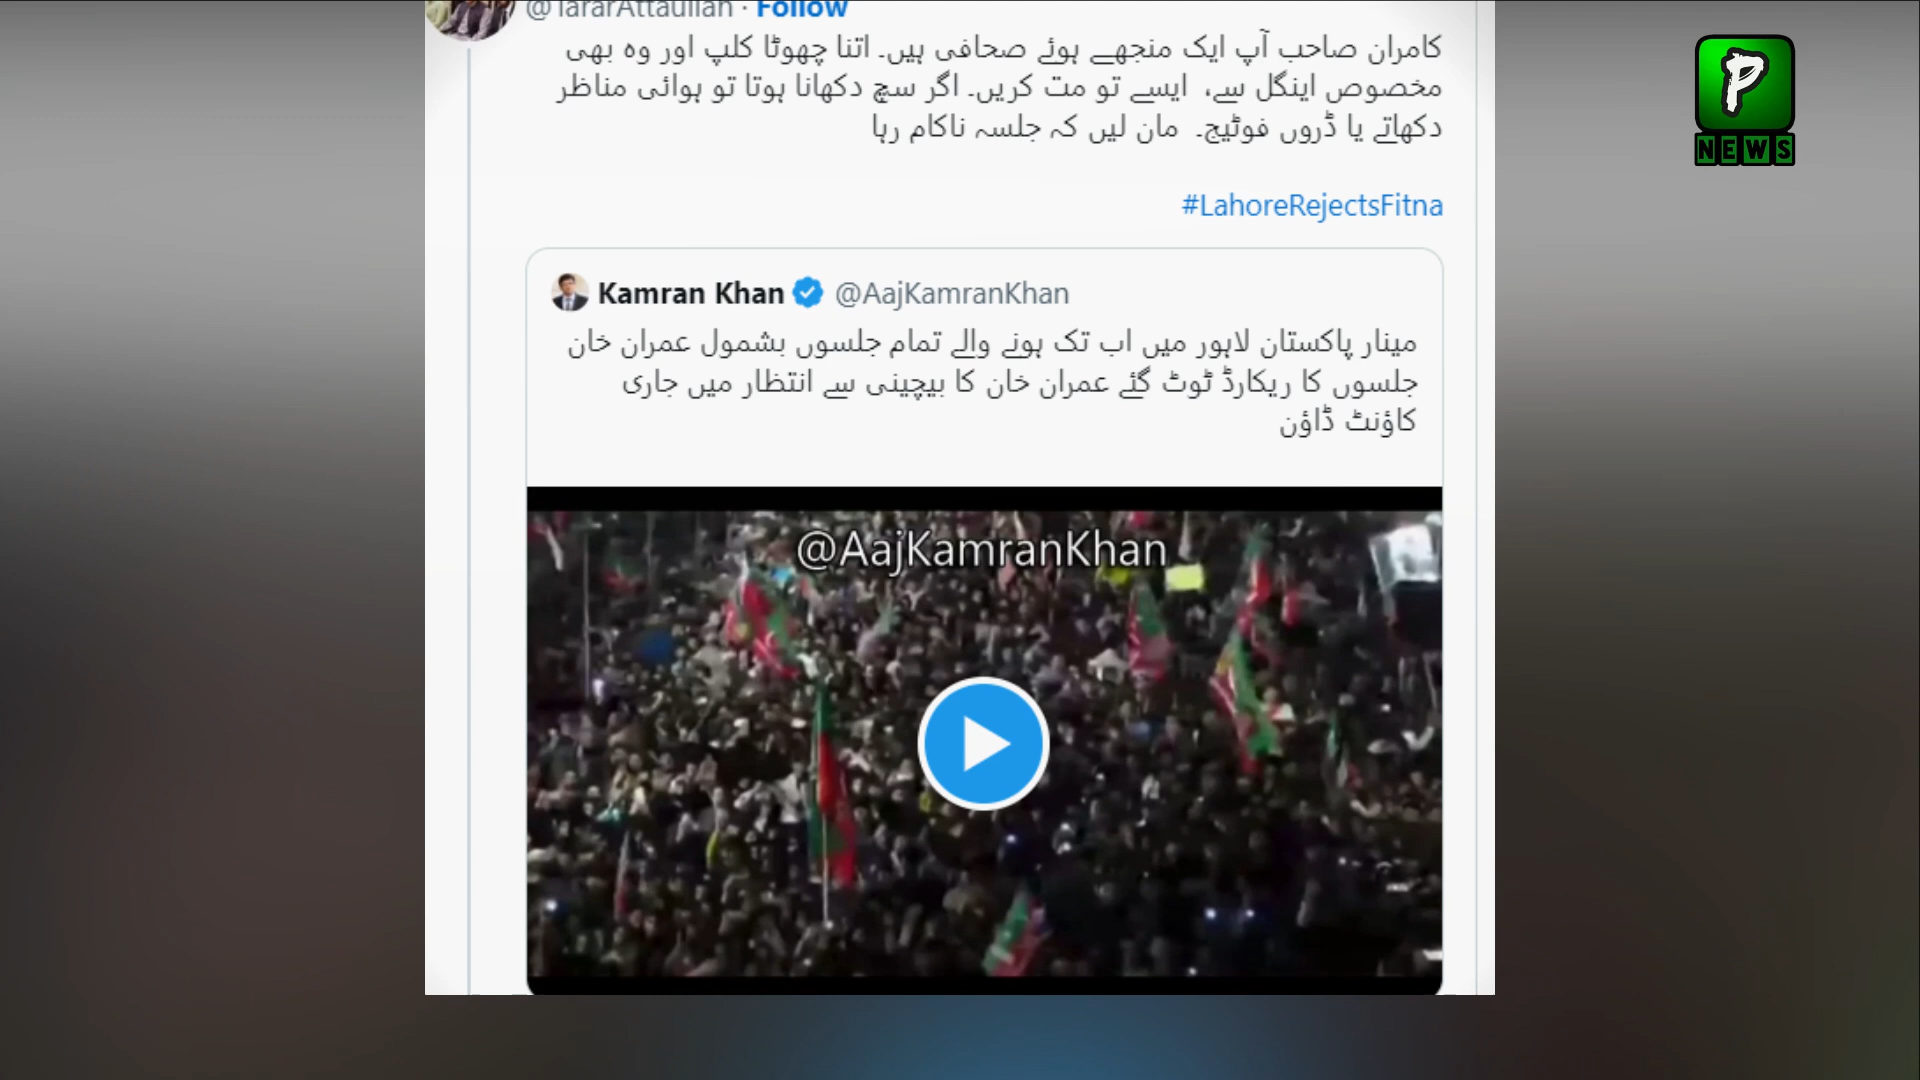 @TararAttaullah · Follow
کامران صاحب آپ ایک منجھے ہوئے صحافی ہیں۔ اتنا چھوٹا کلپ اور وہ بھی
مخصوص اینگل سے، ایسے تو مت کریں۔ اگر سچ دکھانا ہوتا تو ہوائی مناظر
دکھاتے یا ڈروں فوٹیج۔ مان لیں کہ جلسہ ناکام رہا
#LahoreRejectsFitna
Kamran Khan @AajKamranKhan
مینار پاکستان لاہور میں اب تک ہونے والے تمام جلسوں بشمول عمران خان
جلسوں کا ریکارڈ ٹوٹ گئے عمران خان کا بیچینی سے انتظار میں جاری
کاؤنٹ ڈاؤن
@AajKamranKhan
P
NEWS